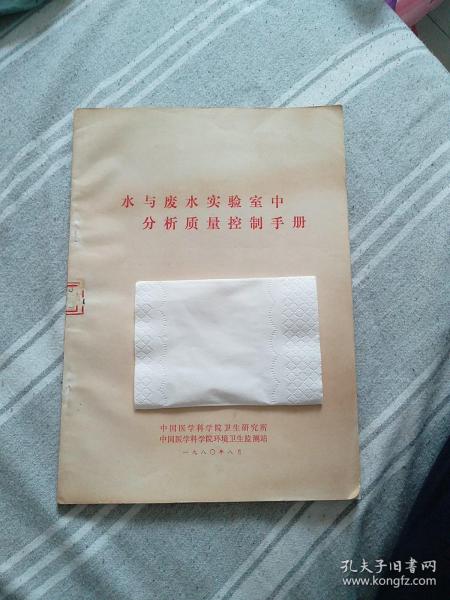 水与废水实验室中
分析质量控制手册
中国医学科学院卫生研究所
中国医学科学院环境卫生监测站
一九八〇年八月
孔夫子旧书网
www.kongfz.com